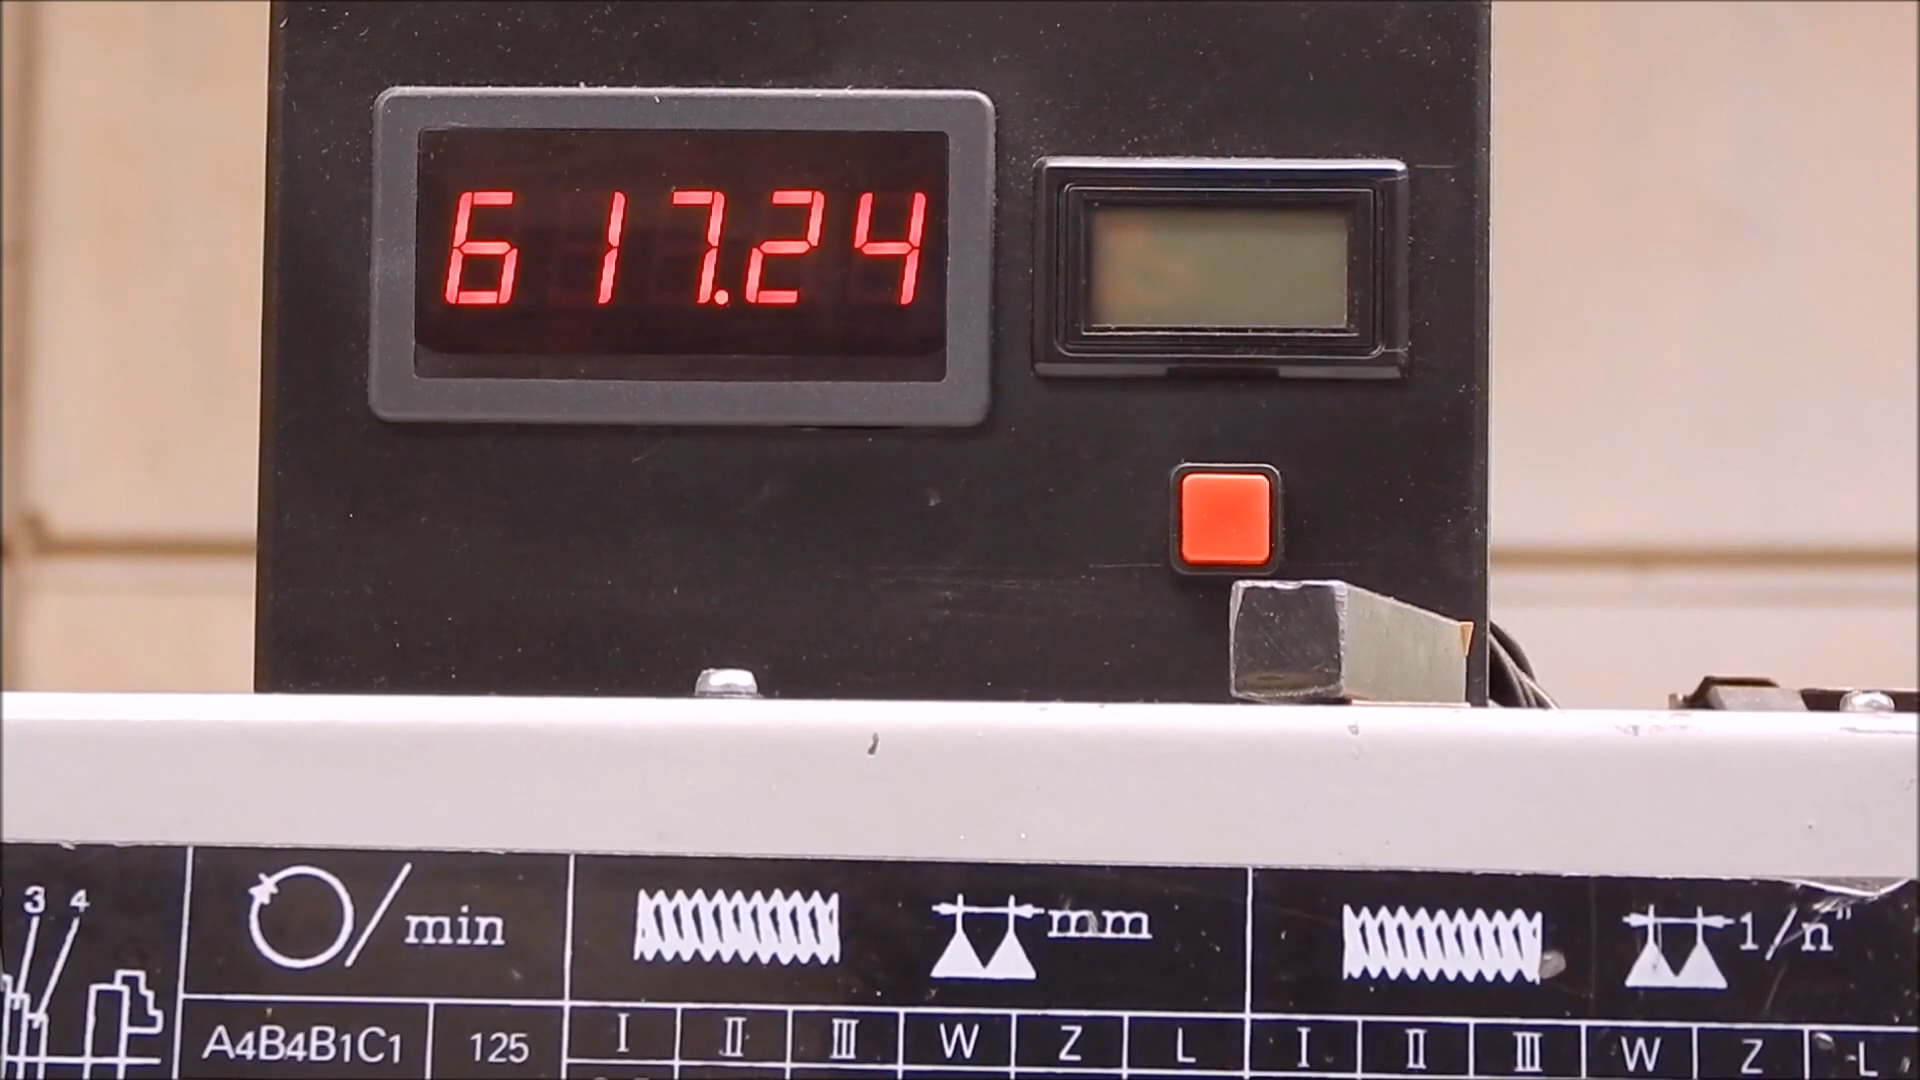 617.24
3 4
/min
mm
1/n"
A4B4B1C1 125 I II III W Z L I II III W Z L